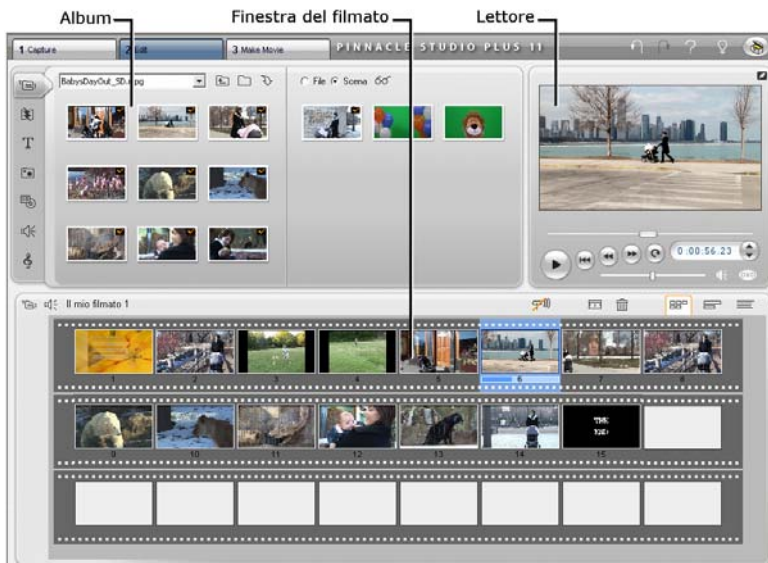 Album
Finestra del filmato
Lettore
1 Capture
2 Edit
3 Make Movie
PINNACLE STUDIO PLUS 11
BabysDayOut_SD.mpg
File
Scena
0:00:56.23
Il mio filmato 1
1
2
3
4
5
6
7
8
9
10
11
12
13
14
15
THE
END